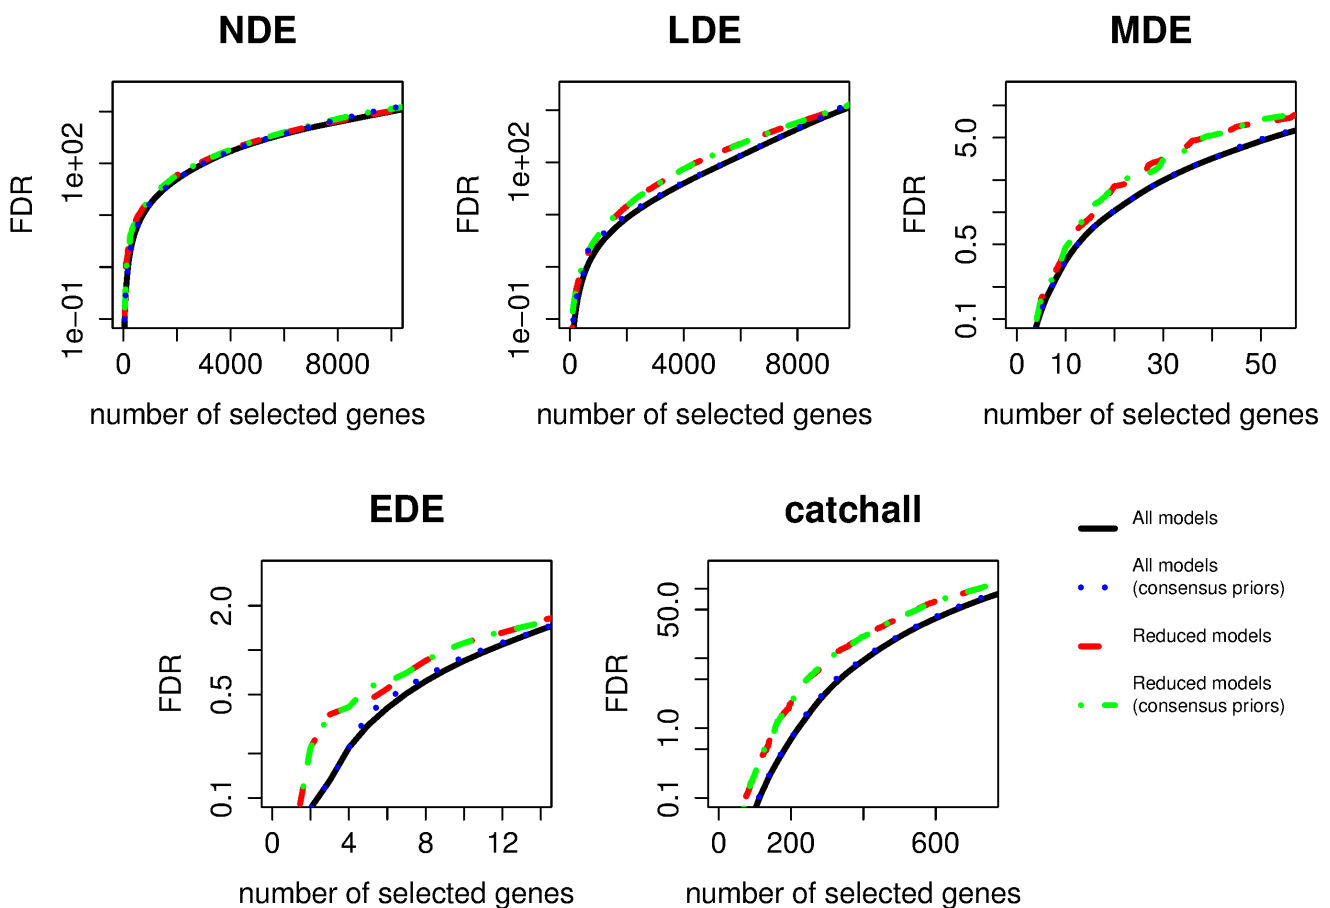 NDE
LDE
MDE
FDR
1e−01
1e+02
0
4000
8000
number of selected genes
FDR
1e−01
1e+02
0
4000
8000
number of selected genes
FDR
0.1
0.5
5.0
0
10
30
50
number of selected genes
EDE
catchall
FDR
0.1
0.5
2.0
0
4
8
12
number of selected genes
FDR
0.1
1.0
50.0
0
200
600
number of selected genes
All models
All models
(consensus priors)
Reduced models
Reduced models
(consensus priors)